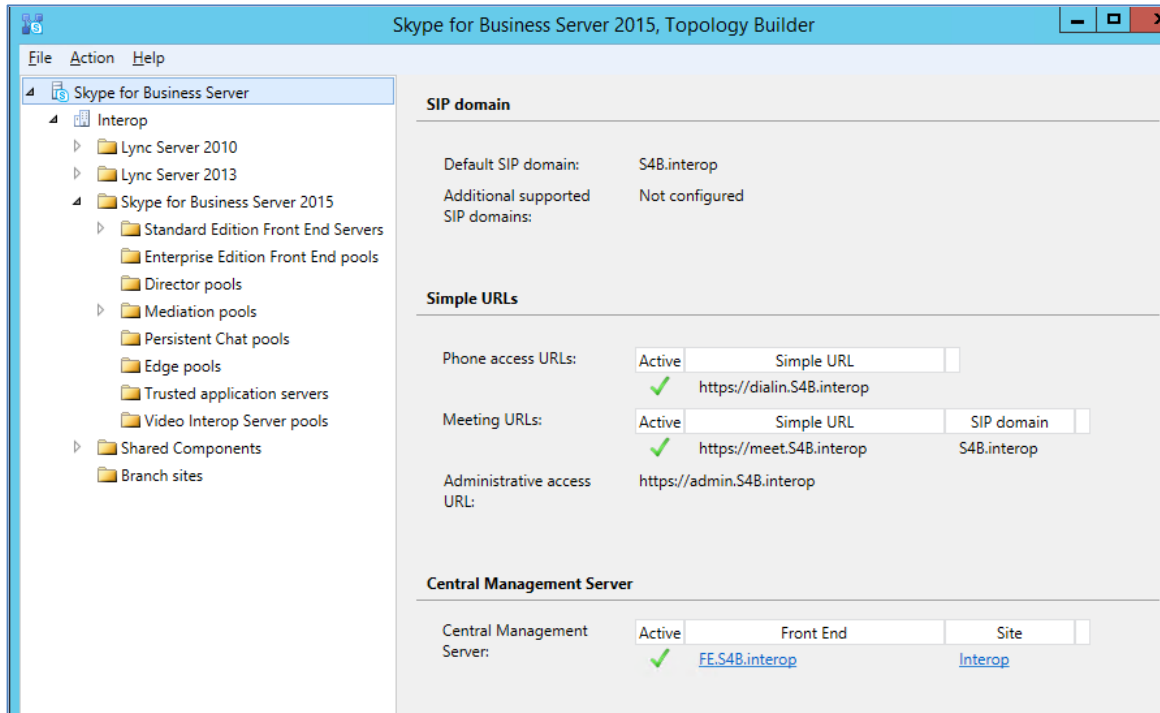 Skype for Business Server 2015, Topology Builder
File Action Help
Skype for Business Server
Interop
Lync Server 2010
Lync Server 2013
Skype for Business Server 2015
Standard Edition Front End Servers
Enterprise Edition Front End pools
Director pools
Mediation pools
Persistent Chat pools
Edge pools
Trusted application servers
Video Interop Server pools
Shared Components
Branch sites
SIP domain
Default SIP domain: S4B.interop
Additional supported Not configured
SIP domains:
Simple URLs
Phone access URLs: Active Simple URL
https://dialin.S4B.interop
Meeting URLs: Active Simple URL SIP domain
https://meet.S4B.interop S4B.interop
Administrative access https://admin.S4B.interop
URL:
Central Management Server
Central Management Active Front End Site
Server: FE.S4B.interop Interop